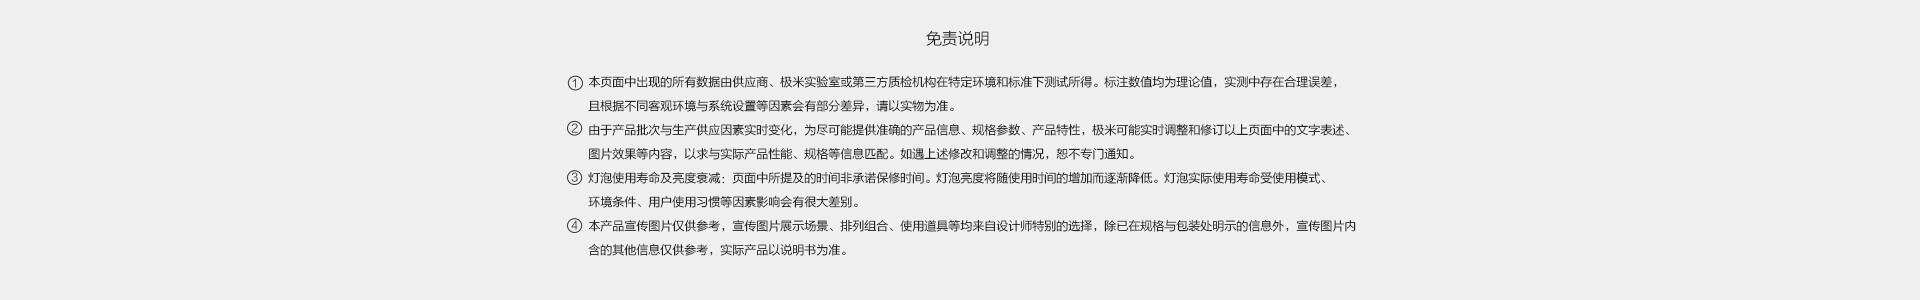 免责说明
① 本页面中出现的所有数据由供应商、极米实验室或第三方质检机构在特定环境和标准下测试所得。标注数值均为理论值，实测中存在合理误差，
且根据不同客观环境与系统设置等因素会有部分差异，请以实物为准。
② 由于产品批次与生产供应因素实时变化，为尽可能提供准确的产品信息、规格参数、产品特性，极米可能实时调整和修订以上页面中的文字表述、
图片效果等内容，以求与实际产品性能、规格等信息匹配。如遇上述修改和调整的情况，恕不专门通知。
③ 灯泡使用寿命及亮度衰减：页面中所提及的时间非承诺保修时间。灯泡亮度将随使用时间的增加而逐渐降低。灯泡实际使用寿命受使用模式、
环境条件、用户使用习惯等因素影响会有很大差别。
④ 本产品宣传图片仅供参考，宣传图片展示场景、排列组合、使用道具等均来自设计师特别的选择，除已在规格与包装处明示的信息外，宣传图片内
含的其他信息仅供参考，实际产品以说明书为准。